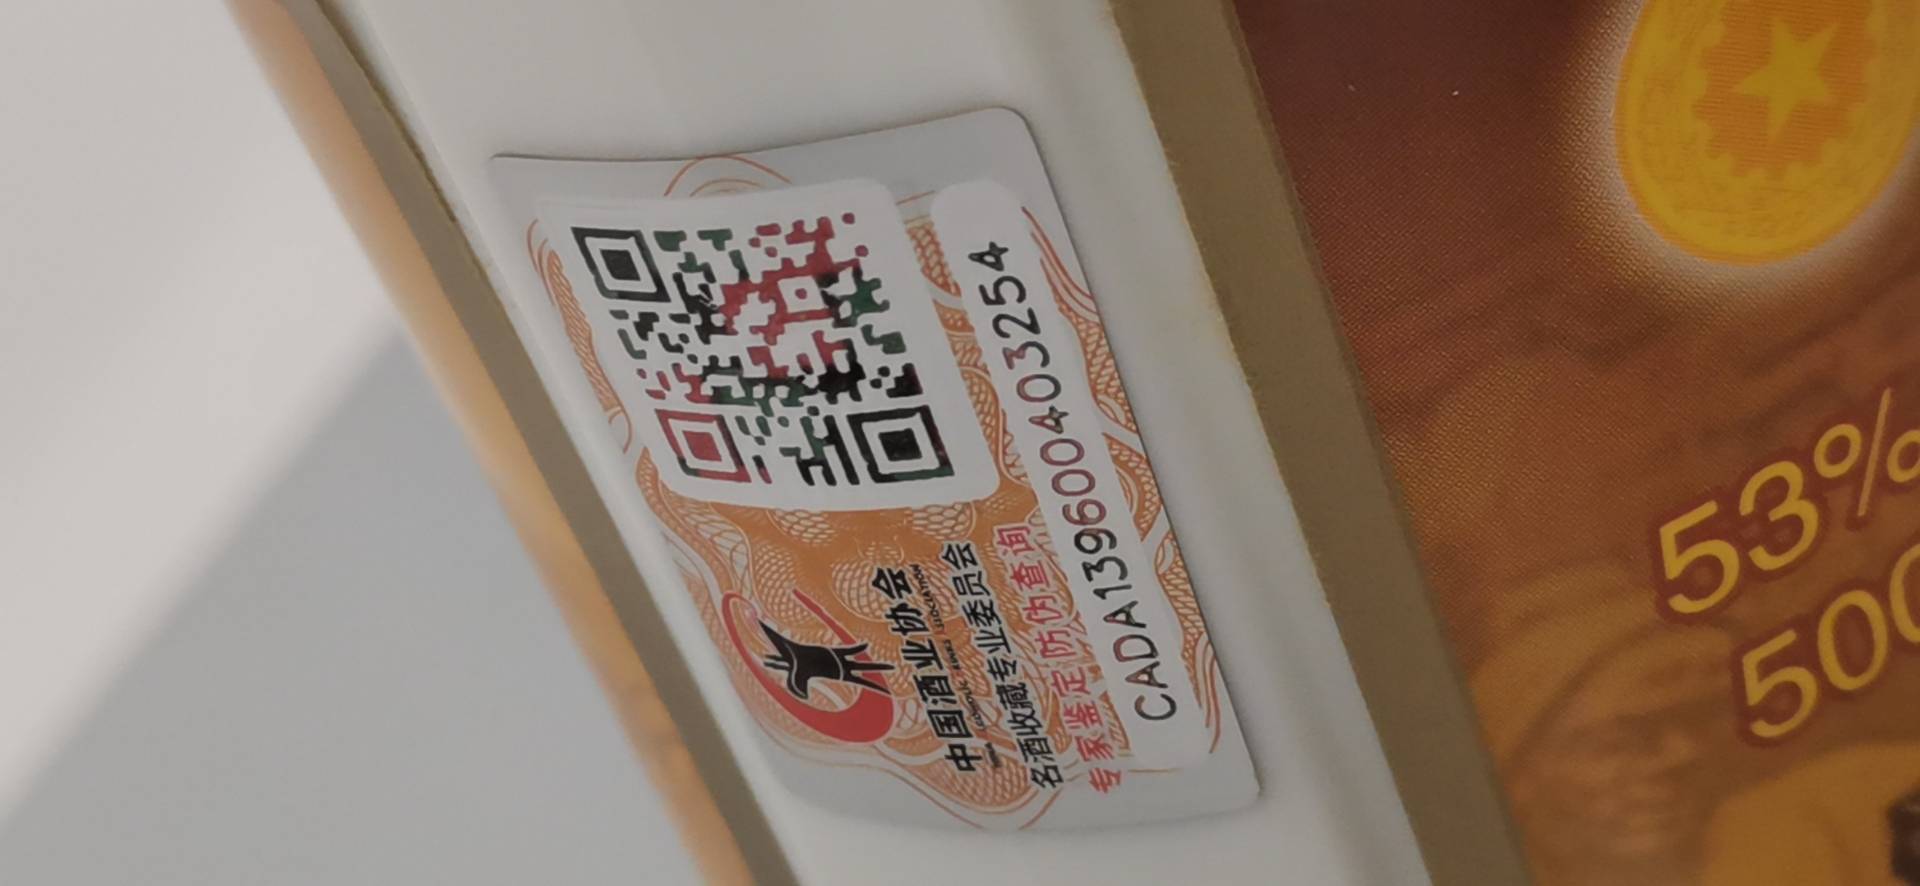 中国酒业协会
CHINA ALCOHOLIC DRINKS ASSOCIATION
名酒收藏专业委员会
专家鉴定防伪查询
CADA139600403254
53%
500